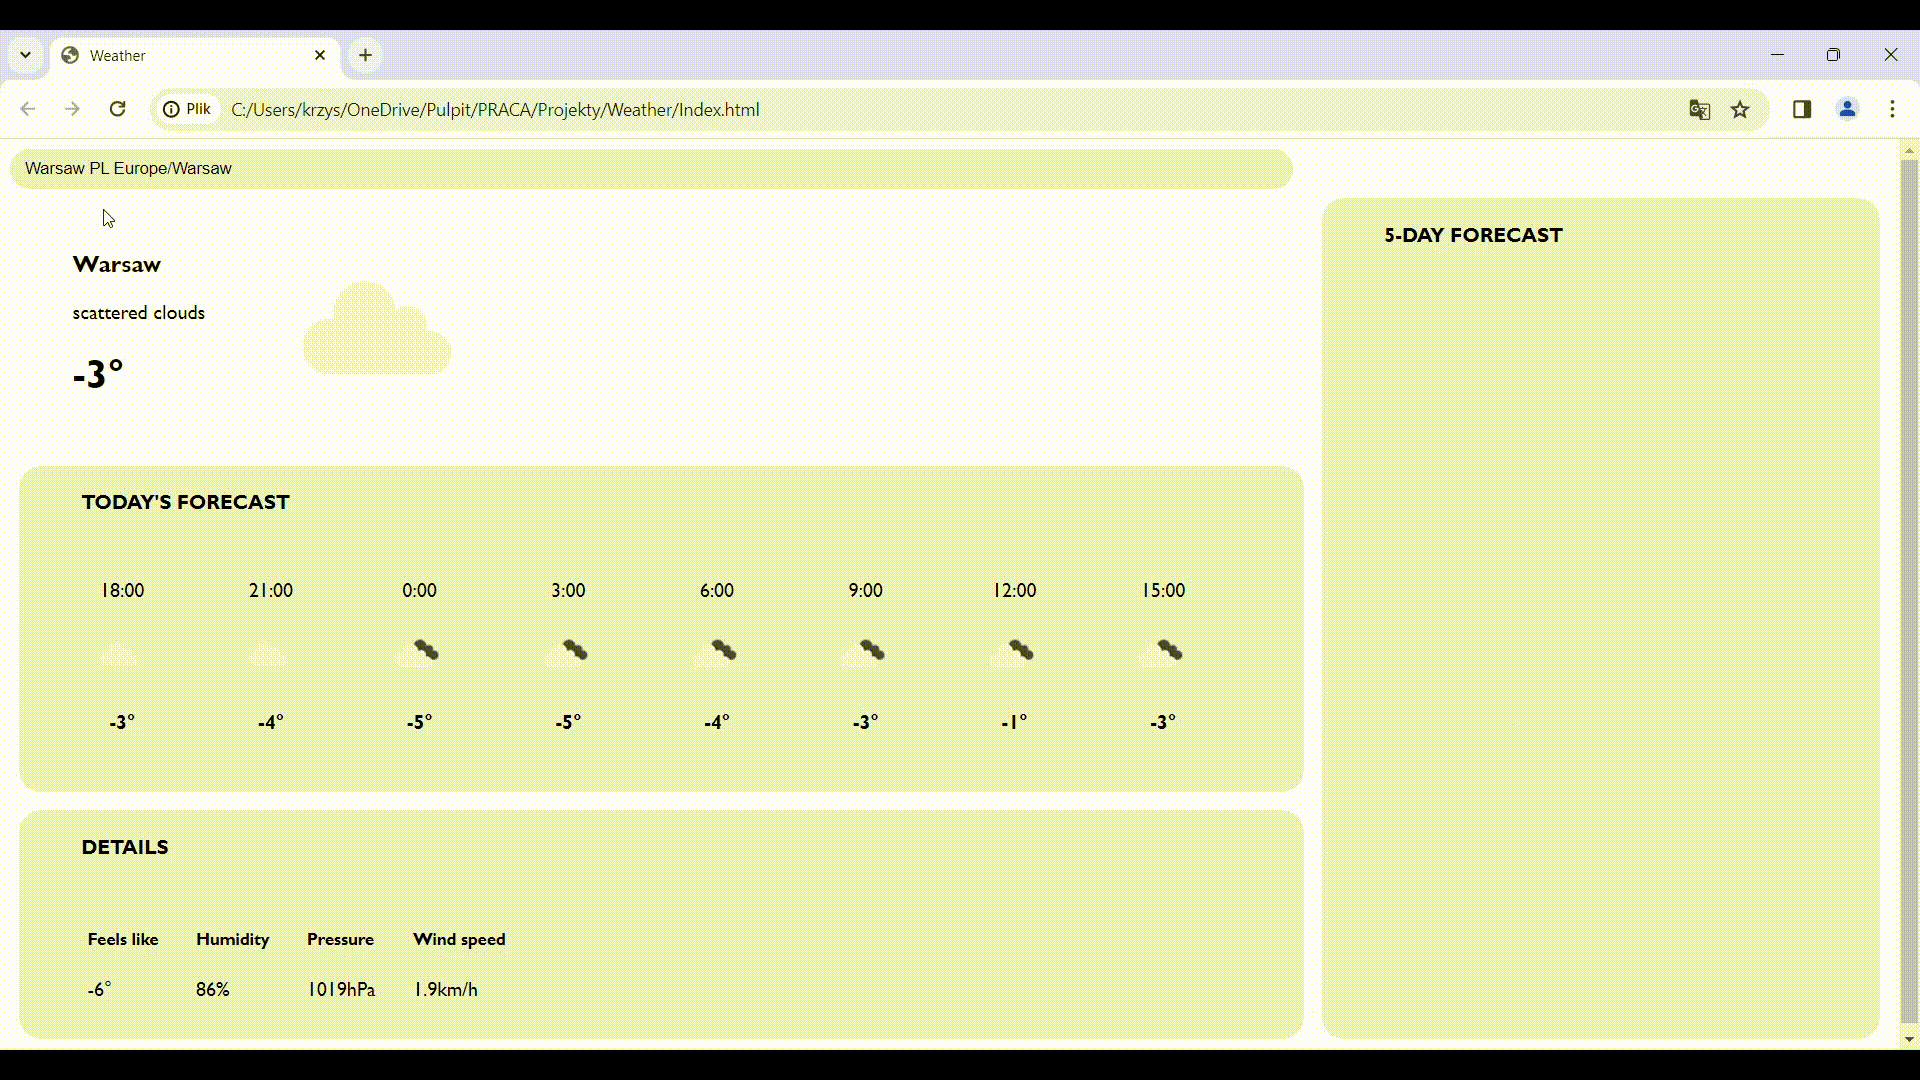 Weather
Plik
C:/Users/krzys/OneDrive/Pulpit/PRACA/Projekty/Weather/Index.html
Warsaw PL Europe/Warsaw
Warsaw
scattered clouds
-3°
5-DAY FORECAST
TODAY'S FORECAST
18:00 21:00 0:00 3:00 6:00 9:00 12:00 15:00
-3° -4° -5° -5° -4° -3° -1° -3°
DETAILS
Feels like Humidity Pressure Wind speed
-6° 86% 1019hPa 1.9km/h